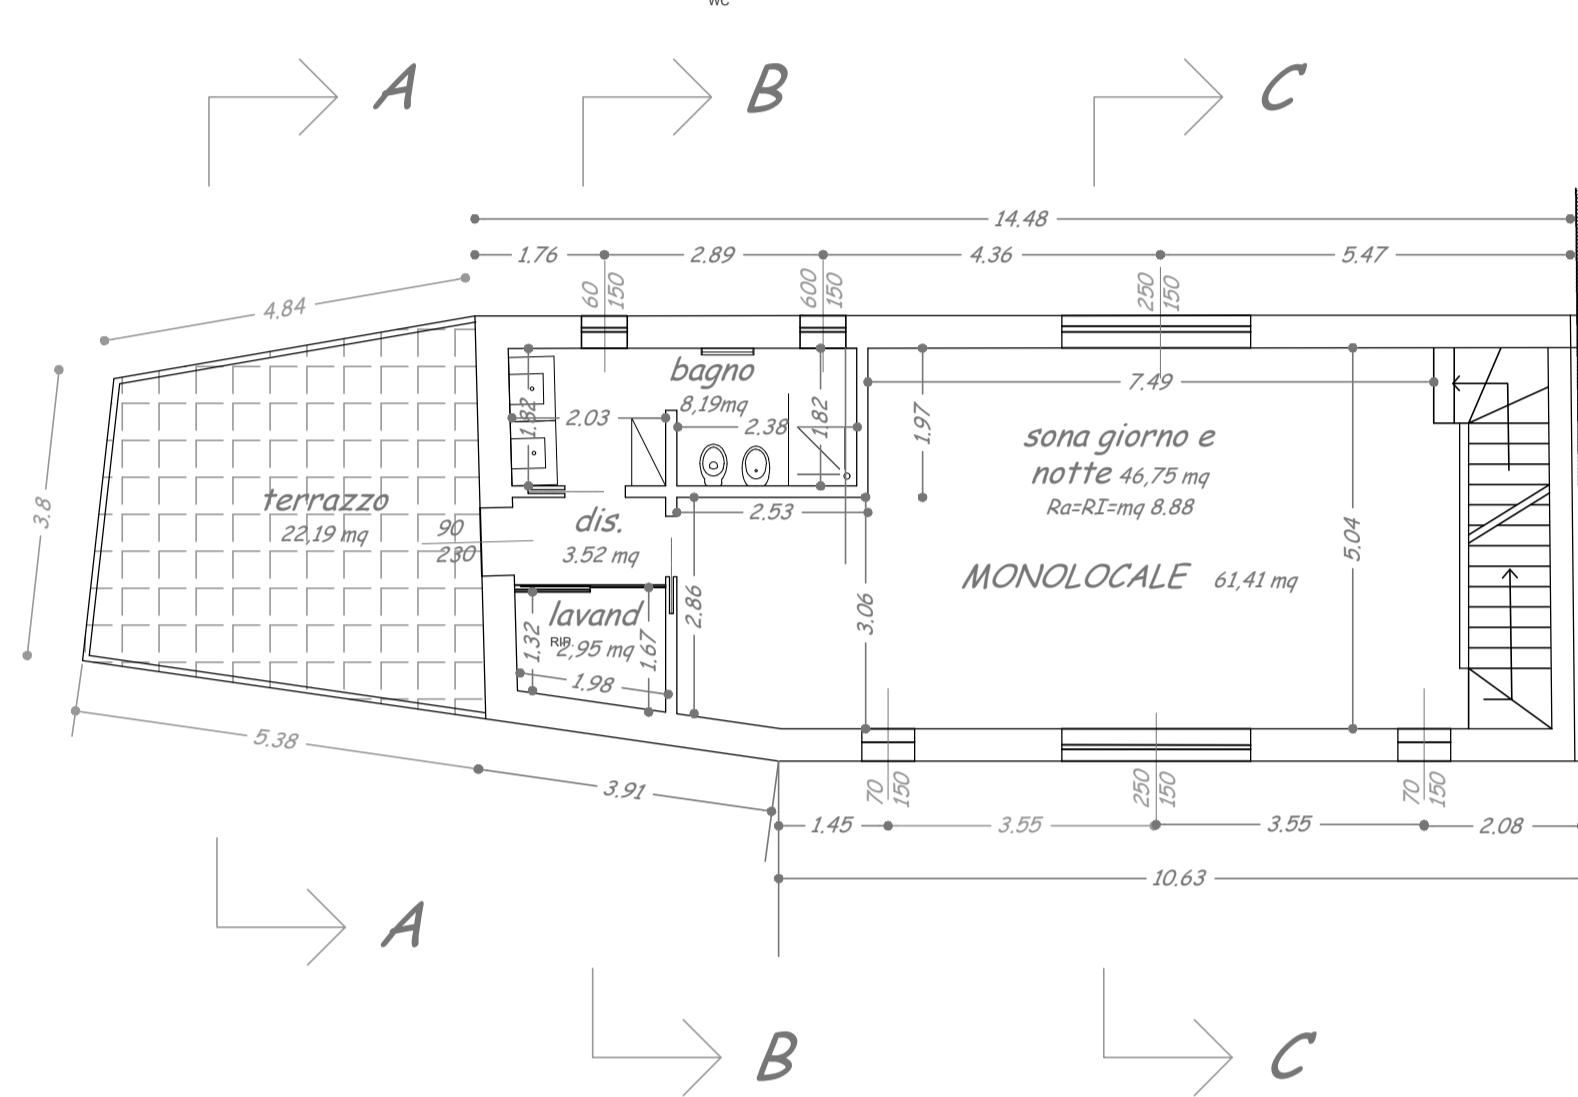 wc
A
B
C
14.48
1.76
2.89
4.36
5.47
60
150
600
150
250
150
4.84
3.8
bagno
8,19mq
1.82
2.03
2.38
1.82
1.97
7.49
sona giorno e
notte 46,75 mq
Ra=RI=mq 8.88
terrazzo
22,19 mq
90
230
dis.
3.52 mq
2.53
5.04
MONOLOCALE 61,41 mq
lavand
RIP.
2,95 mq
1.32
1.67
1.98
2.86
3.06
5.38
3.91
70
150
250
150
70
150
1.45
3.55
3.55
2.08
10.63
A
B
C